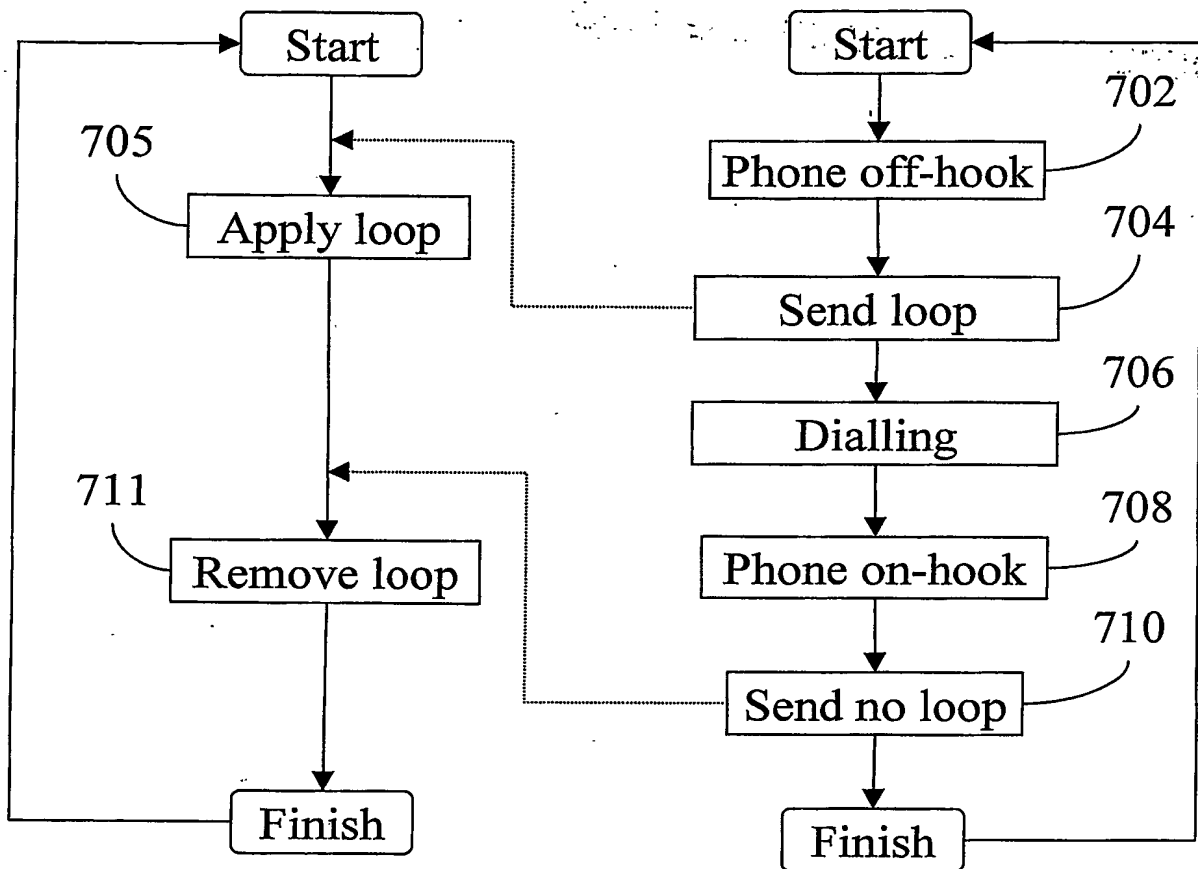 Start
705
Apply loop
711
Remove loop
Finish
Start
702
Phone off-hook
704
Send loop
706
Dialling
708
Phone on-hook
710
Send no loop
Finish